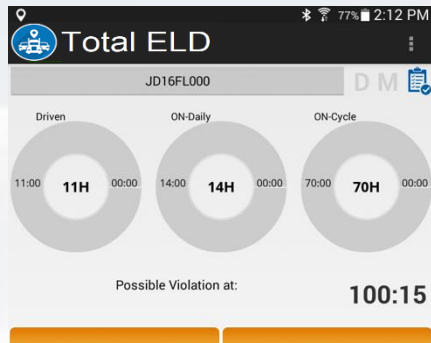 77% 2:12 PM
Total ELD
JD16FL000 D M
Driven ON-Daily ON-Cycle
11:00 11H 00:00 14:00 14H 00:00 70:00 70H 00:00
Possible Violation at: 100:15